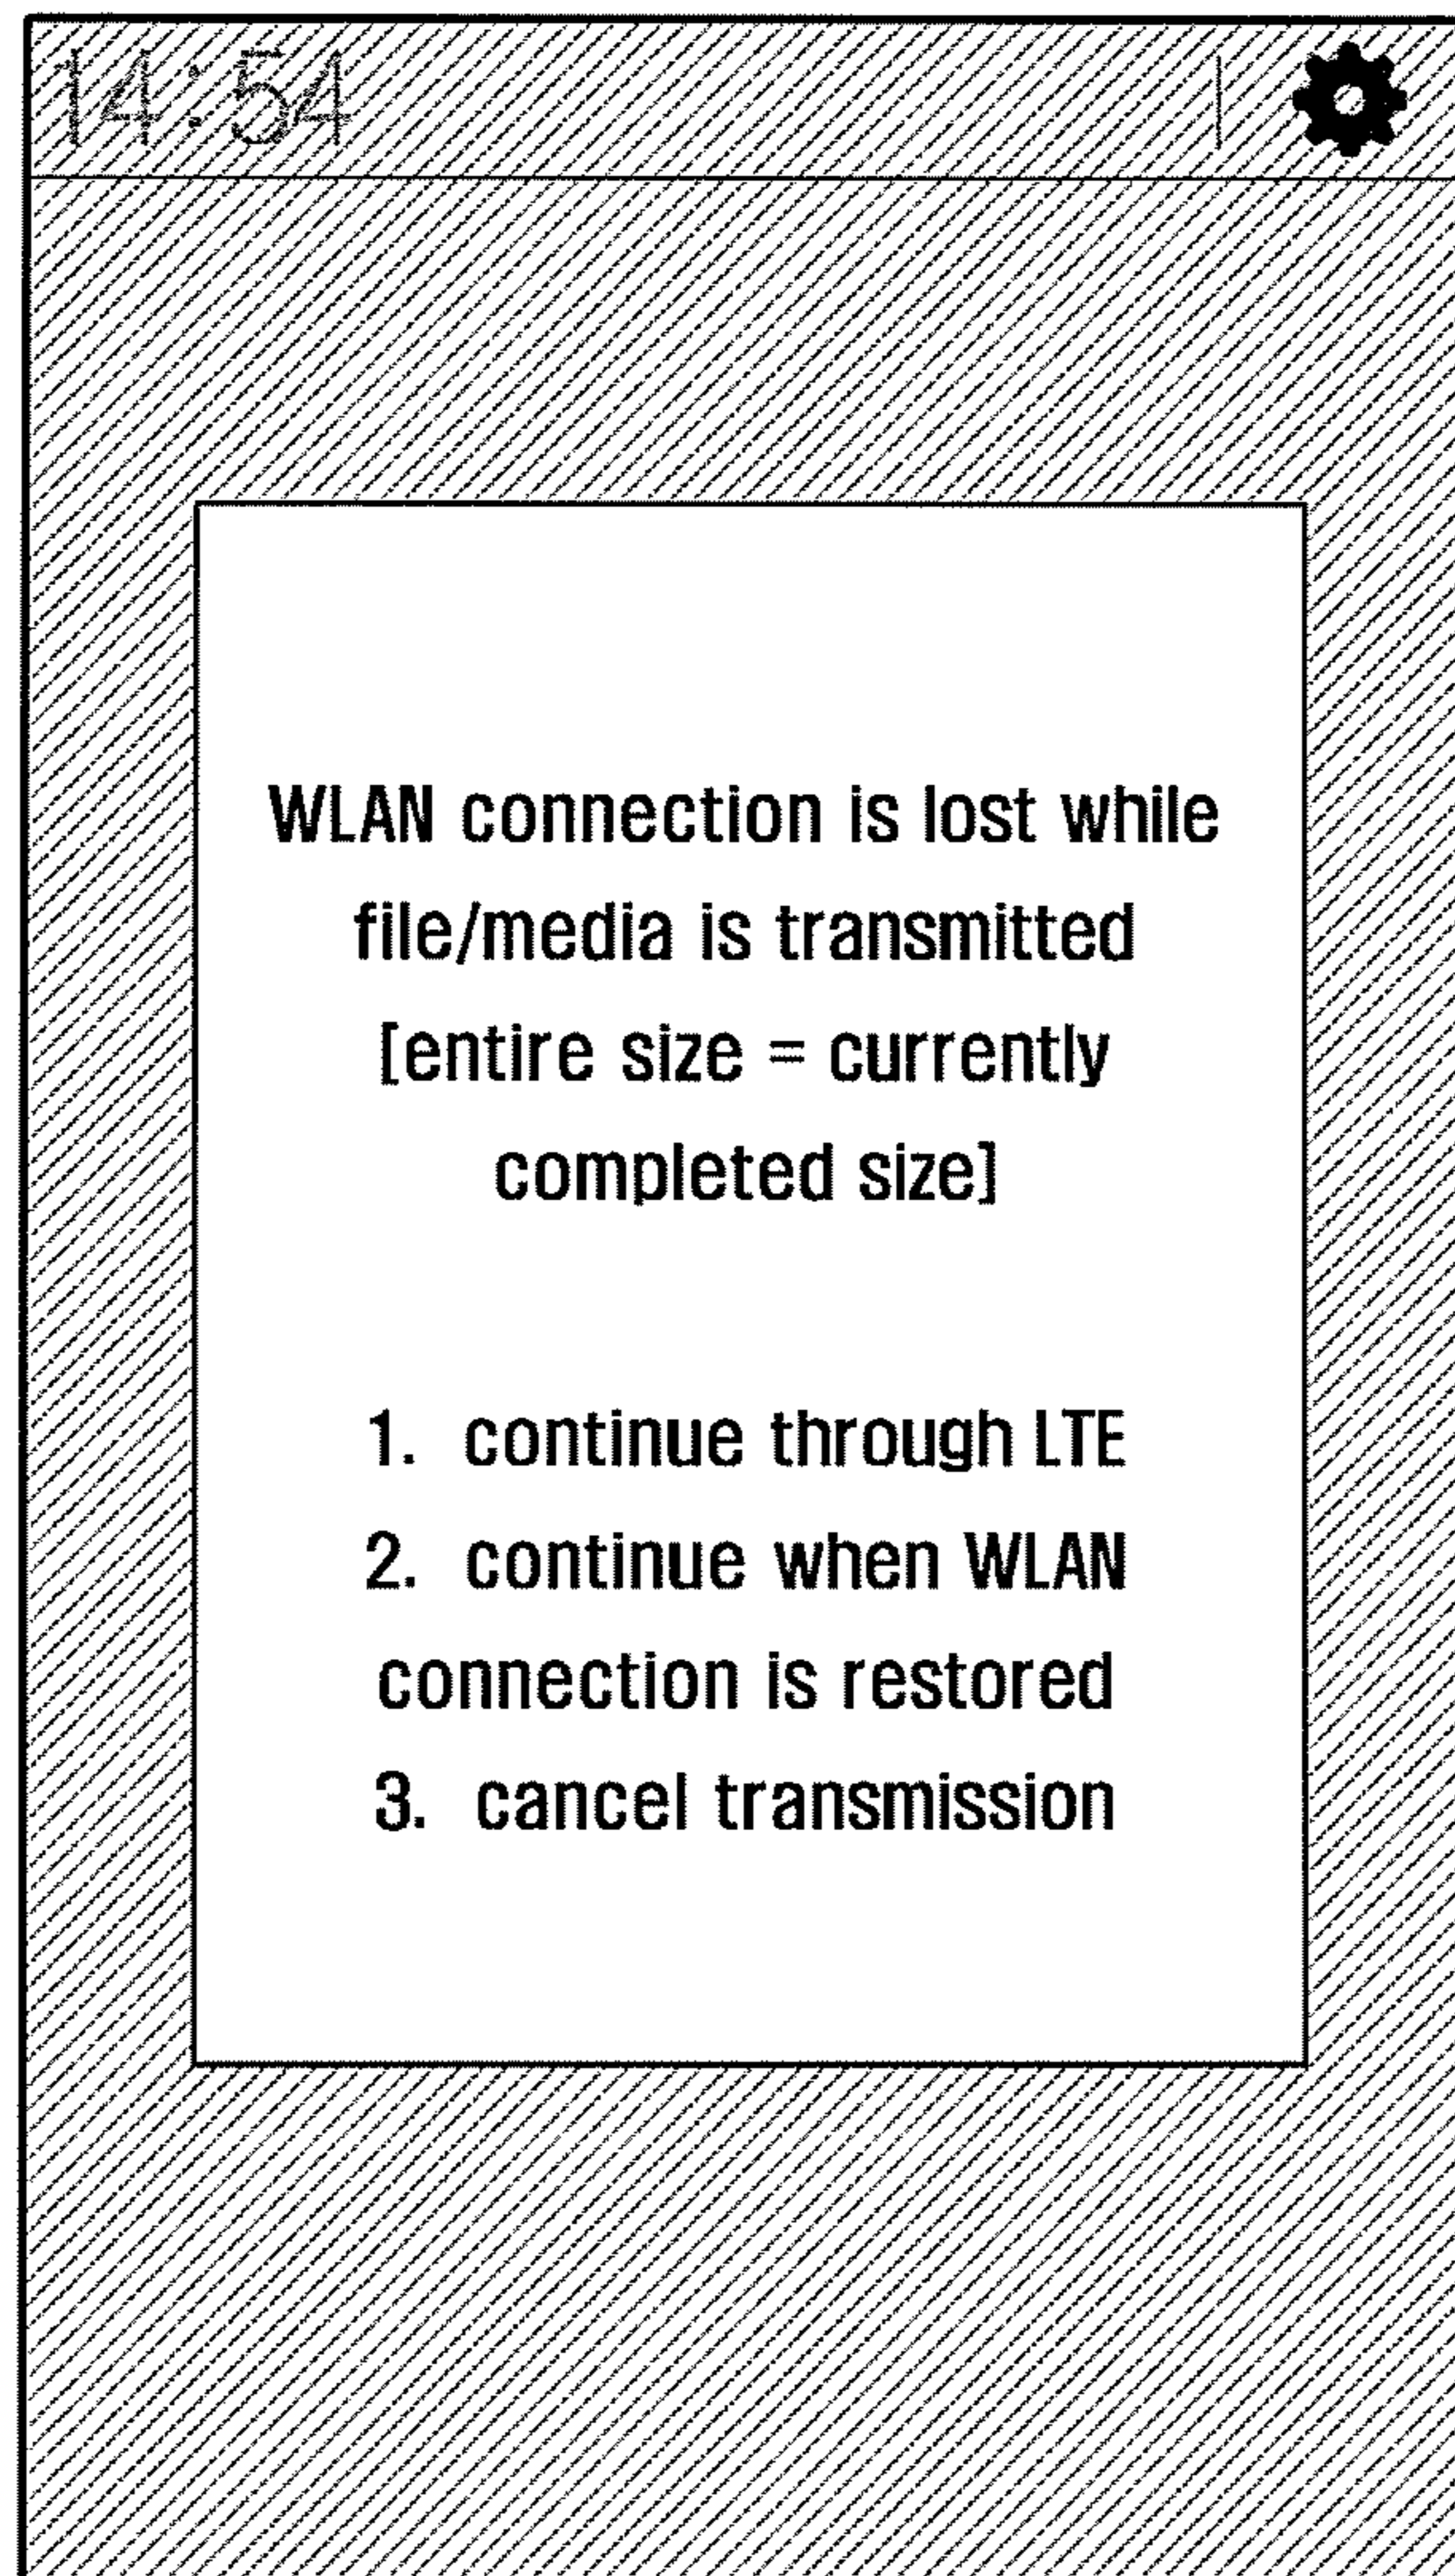 14:54
WLAN connection is lost while
file/media is transmitted
[entire size = currently
completed size]
1. continue through LTE
2. continue when WLAN
connection is restored
3. cancel transmission